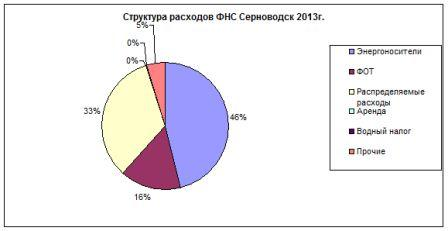 Структура расходов ФНС Серноводск 2013г.
5%
0%
0%
33%
46%
16%
Энергоносители
ФОТ
Распределяемые
расходы
Аренда
Водный налог
Прочие